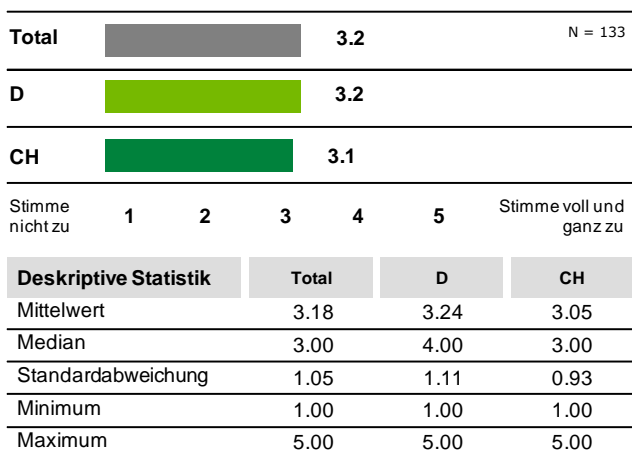 Total 3.2 N = 133
D 3.2
CH 3.1
Stimme nicht zu 1 2 3 4 5 Stimme voll und ganz zu
Deskriptive Statistik Total D CH
Mittelwert 3.18 3.24 3.05
Median 3.00 4.00 3.00
Standardabweichung 1.05 1.11 0.93
Minimum 1.00 1.00 1.00
Maximum 5.00 5.00 5.00